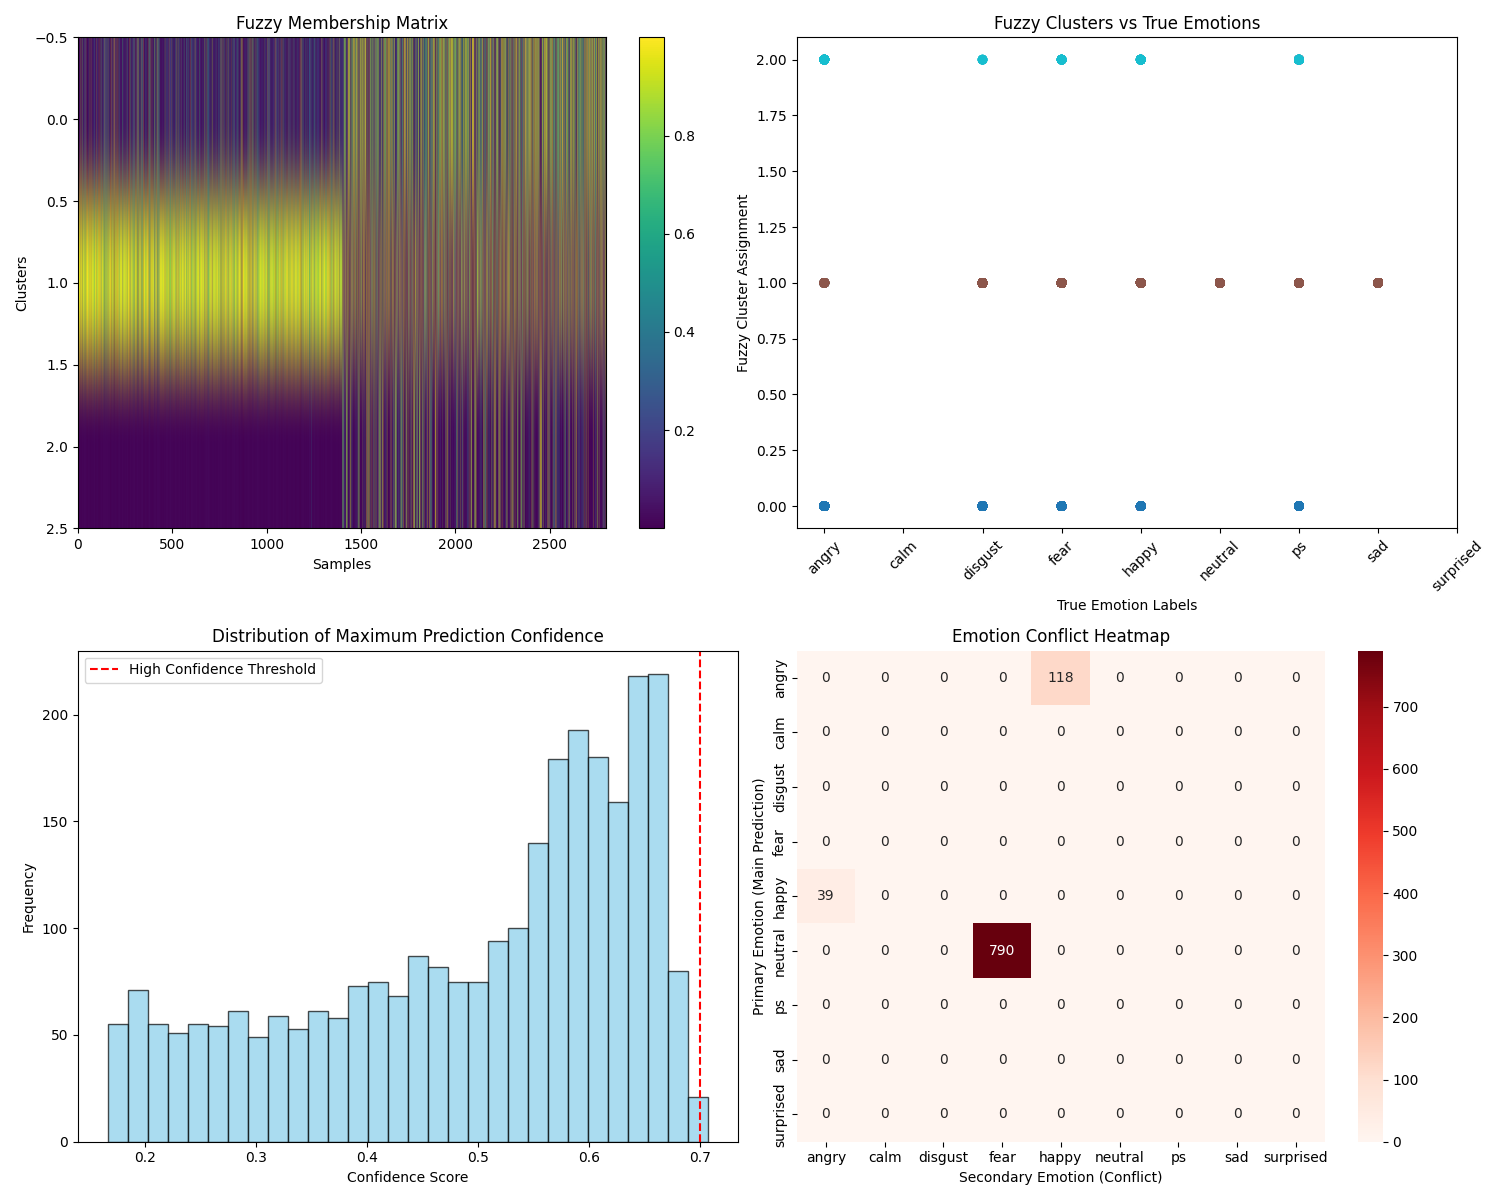 Fuzzy Membership Matrix
−0.5
0.0
0.5
1.0
1.5
2.0
2.5
Clusters
0 500 1000 1500 2000 2500
Samples
0.8
0.6
0.4
0.2
Fuzzy Clusters vs True Emotions
2.00
1.75
1.50
1.25
1.00
0.75
0.50
0.25
0.00
Fuzzy Cluster Assignment
angry calm disgust fear happy neutral ps sad surprised
True Emotion Labels
Distribution of Maximum Prediction Confidence
High Confidence Threshold
200
150
100
50
0
Frequency
0.2 0.3 0.4 0.5 0.6 0.7
Confidence Score
Emotion Conflict Heatmap
Primary Emotion (Main Prediction)
angry 0 0 0 0 118 0 0 0 0
calm 0 0 0 0 0 0 0 0 0
disgust 0 0 0 0 0 0 0 0 0
fear 0 0 0 0 0 0 0 0 0
happy 39 0 0 0 0 0 0 0 0
neutral 0 0 0 790 0 0 0 0 0
ps 0 0 0 0 0 0 0 0 0
sad 0 0 0 0 0 0 0 0 0
surprised 0 0 0 0 0 0 0 0 0
angry calm disgust fear happy neutral ps sad surprised
Secondary Emotion (Conflict)
700
600
500
400
300
200
100
0